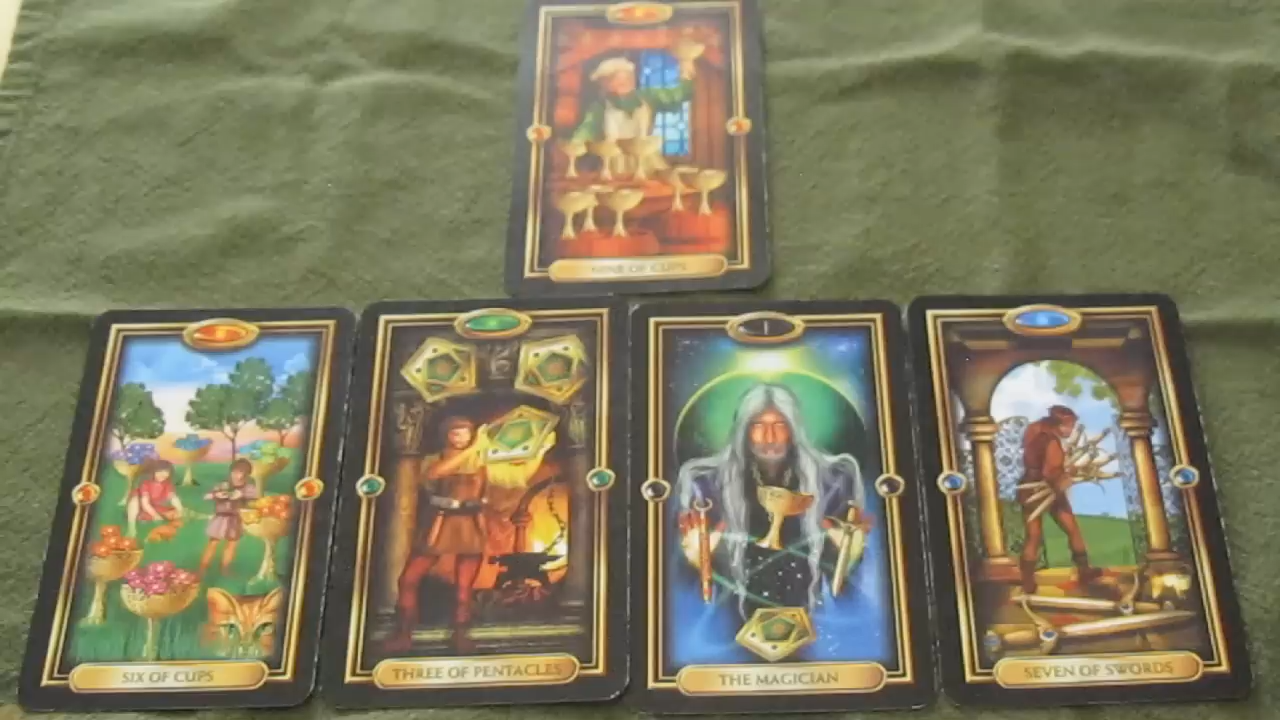 NINE OF CUPS
SIX OF CUPS
THREE OF PENTACLES
I
THE MAGICIAN
SEVEN OF SWORDS